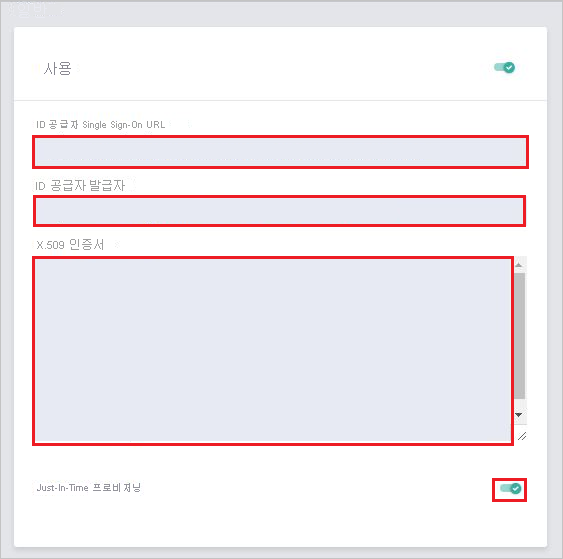 사용
ID 공급자 Single Sign-On URL
ID 공급자 발급자
X.509 인증서
Just-In-Time 프로비저닝